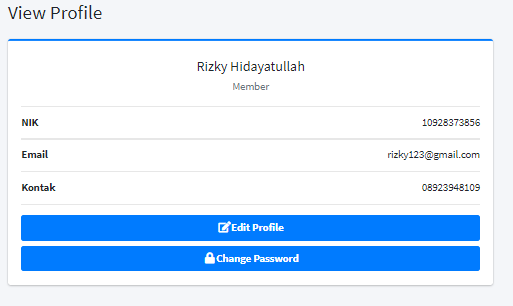 View Profile
Rizky Hidayatullah
Member
NIK 10928373856
Email rizky123@gmail.com
Kontak 08923948109
Edit Profile
Change Password